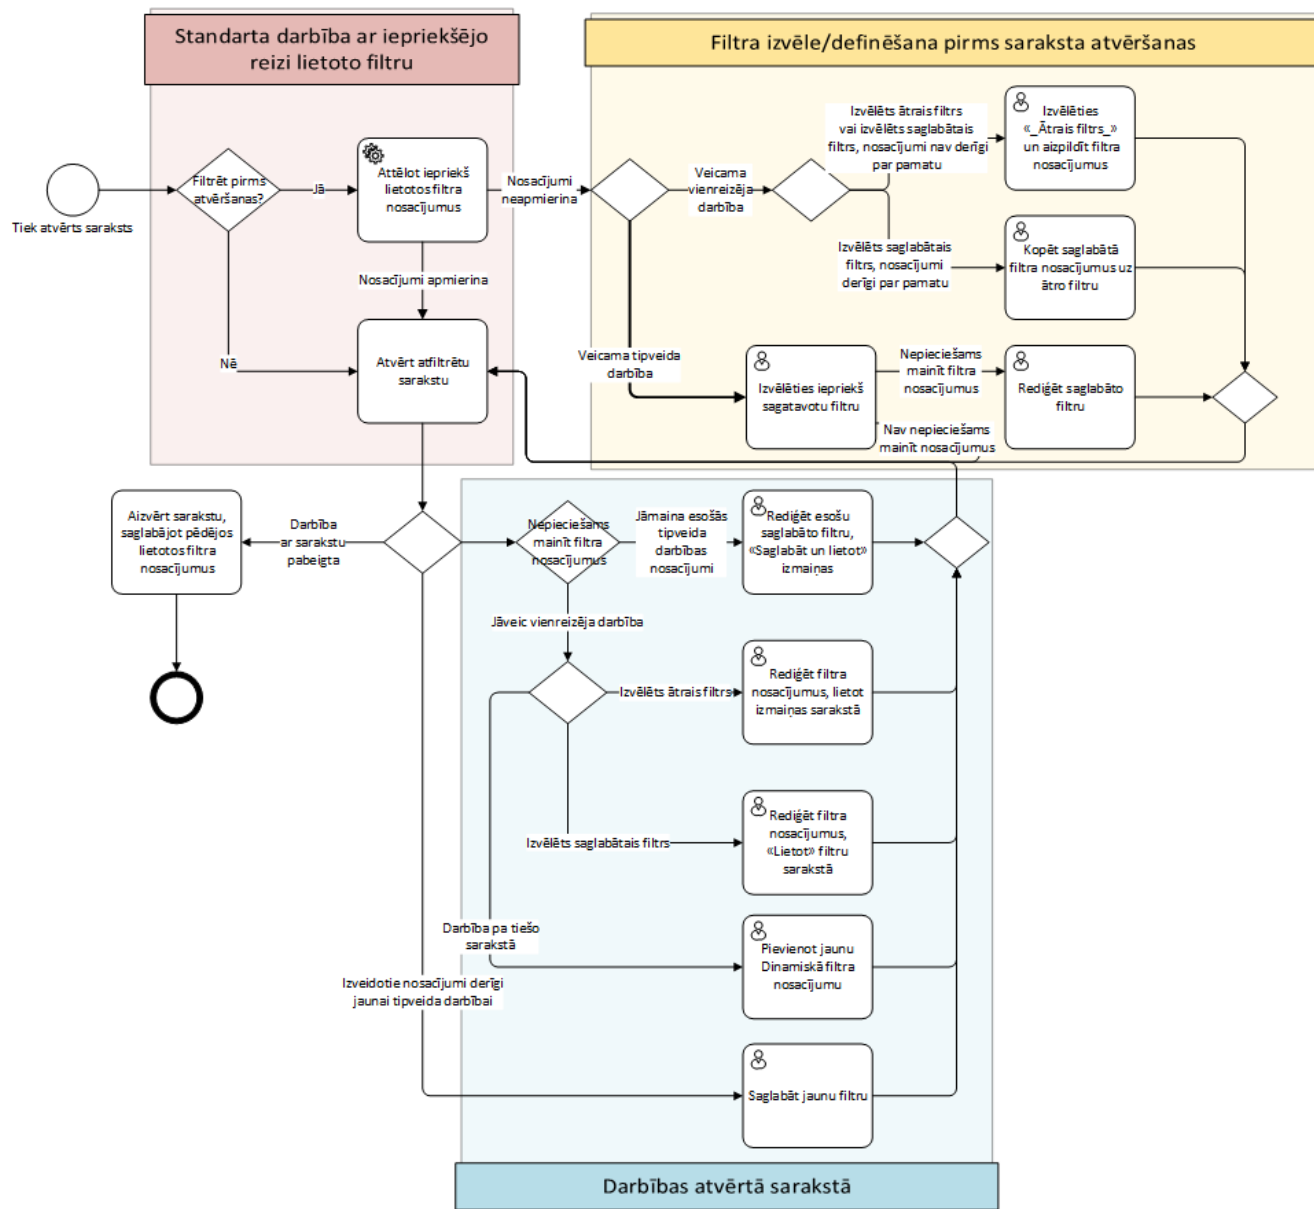 Standarta darbība ar iepriekšējo
reizi lietoto filtru
Filtra izvēle/definēšana pirms saraksta atvēršanas
Tiek atvērts saraksts
Filtrēt pirms
atvēršanas?
Jā
Attēlot iepriekš
lietotos filtra
nosacījumus
Nosacījumi
neapmierina
Veicama
vienreizēja
darbība
Izvēlēts ātrais filtrs
vai izvēlēts saglabātais
filtrs, nosacījumi nav derīgi
par pamatu
Izvēlēties
«_Ātrais filtrs_»
un aizpildīt filtra
nosacījumus
Izvēlēts saglabātais
filtrs, nosacījumi
derīgi par pamatu
Kopēt saglabātā
filtra nosacījumus uz
ātro filtru
Nosacījumi apmierina
Nē
Atvērt atfiltrētu
sarakstu
Veicama tipveida
darbība
Izvēlēties iepriekš
sagatavotu filtru
Nepieciešams
mainīt filtra
nosacījumus
Rediģēt saglabāto
filtru
Nav nepieciešams
mainīt nosacījumus
Aizvērt sarakstu,
saglabājot pēdējos
lietotos filtra
nosacījumus
Darbība
ar sarakstu
pabeigta
Nepieciešams
mainīt filtra
nosacījumus
Jāmaina esošās
tipveida
darbības
nosacījumi
Rediģēt esošu
saglabāto filtru,
«Saglabāt un lietot»
izmaiņas
Jāveic vienreizēja darbība
Izvēlēts ātrais filtrs
Rediģēt filtra
nosacījumus, lietot
izmaiņas sarakstā
Izvēlēts saglabātais filtrs
Rediģēt filtra
nosacījumus,
«Lietot» filtru
sarakstā
Darbība pa tiešo
sarakstā
Pievienot jaunu
Dinamiskā filtra
nosacījumu
Izveidotie nosacījumi derīgi
jaunai tipveida darbībai
Saglabāt jaunu filtru
Darbības atvērtā sarakstā